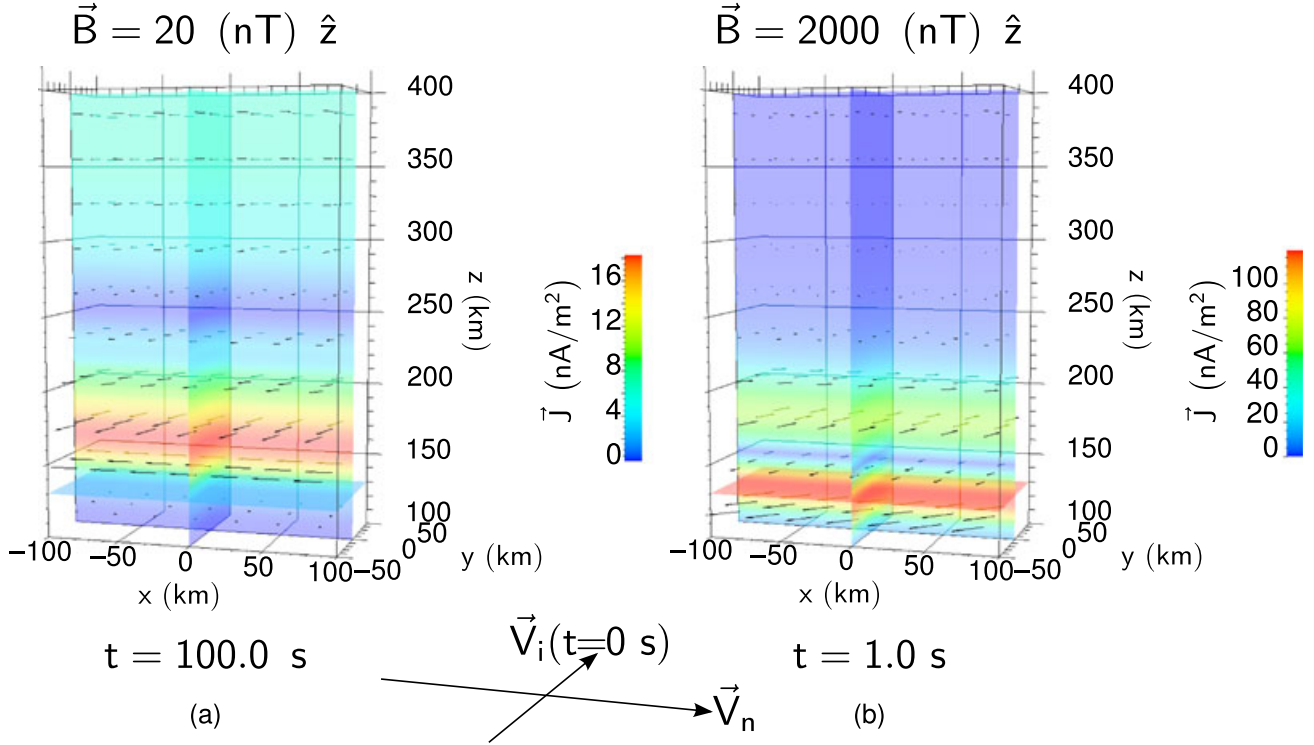 B⃗ = 20 (nT) ẑ
B⃗ = 2000 (nT) ẑ
400
350
300
250
200
150
100
50
0
−50
−100
−50
0
50
100
x (km)
y (km)
z (km)
J⃗ (nA/m²)
16
12
8
4
0
400
350
300
250
200
150
100
50
0
−50
−100
−50
0
50
100
x (km)
y (km)
z (km)
J⃗ (nA/m²)
100
80
60
40
20
0
t = 100.0 s
V⃗i(t=0 s)
t = 1.0 s
(a)
V⃗n
(b)